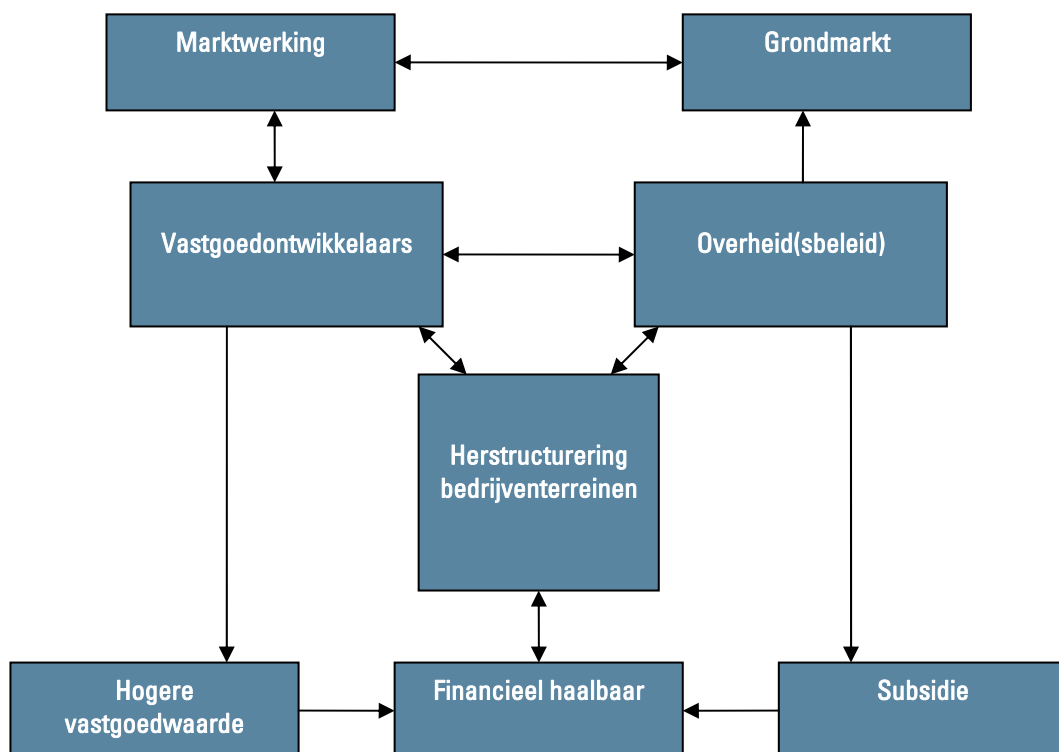 Marktwerking
Grondmarkt
Vastgoedontwikkelaars
Overheid(sbeleid)
Herstructurering
bedrijventerreinen
Hogere
vastgoedwaarde
Financieel haalbaar
Subsidie